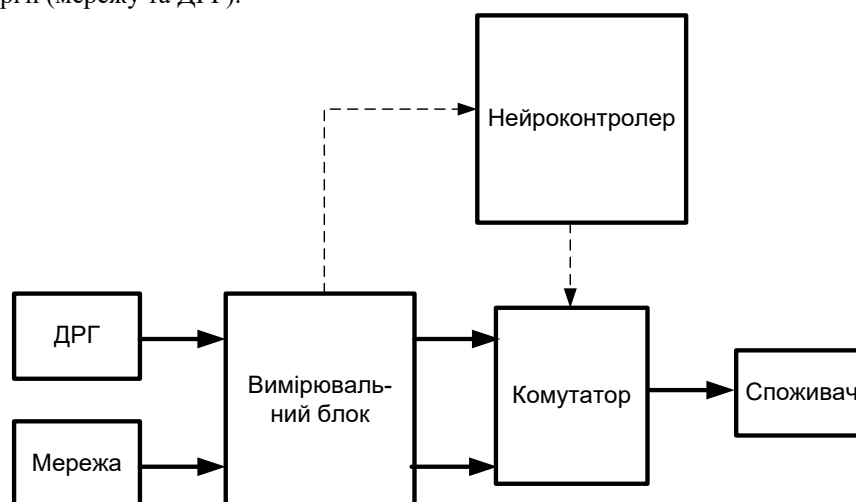 (мережу та ДРГ).
Нейроконтролер
ДРГ
Вимірюваль-
ний блок
Комутатор
Споживач
Мережа